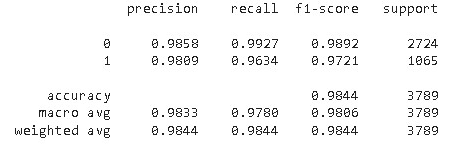 precision recall f1-score support
0 0.9858 0.9927 0.9892 2724
1 0.9809 0.9634 0.9721 1065
accuracy 0.9844 3789
macro avg 0.9833 0.9780 0.9806 3789
weighted avg 0.9844 0.9844 0.9844 3789